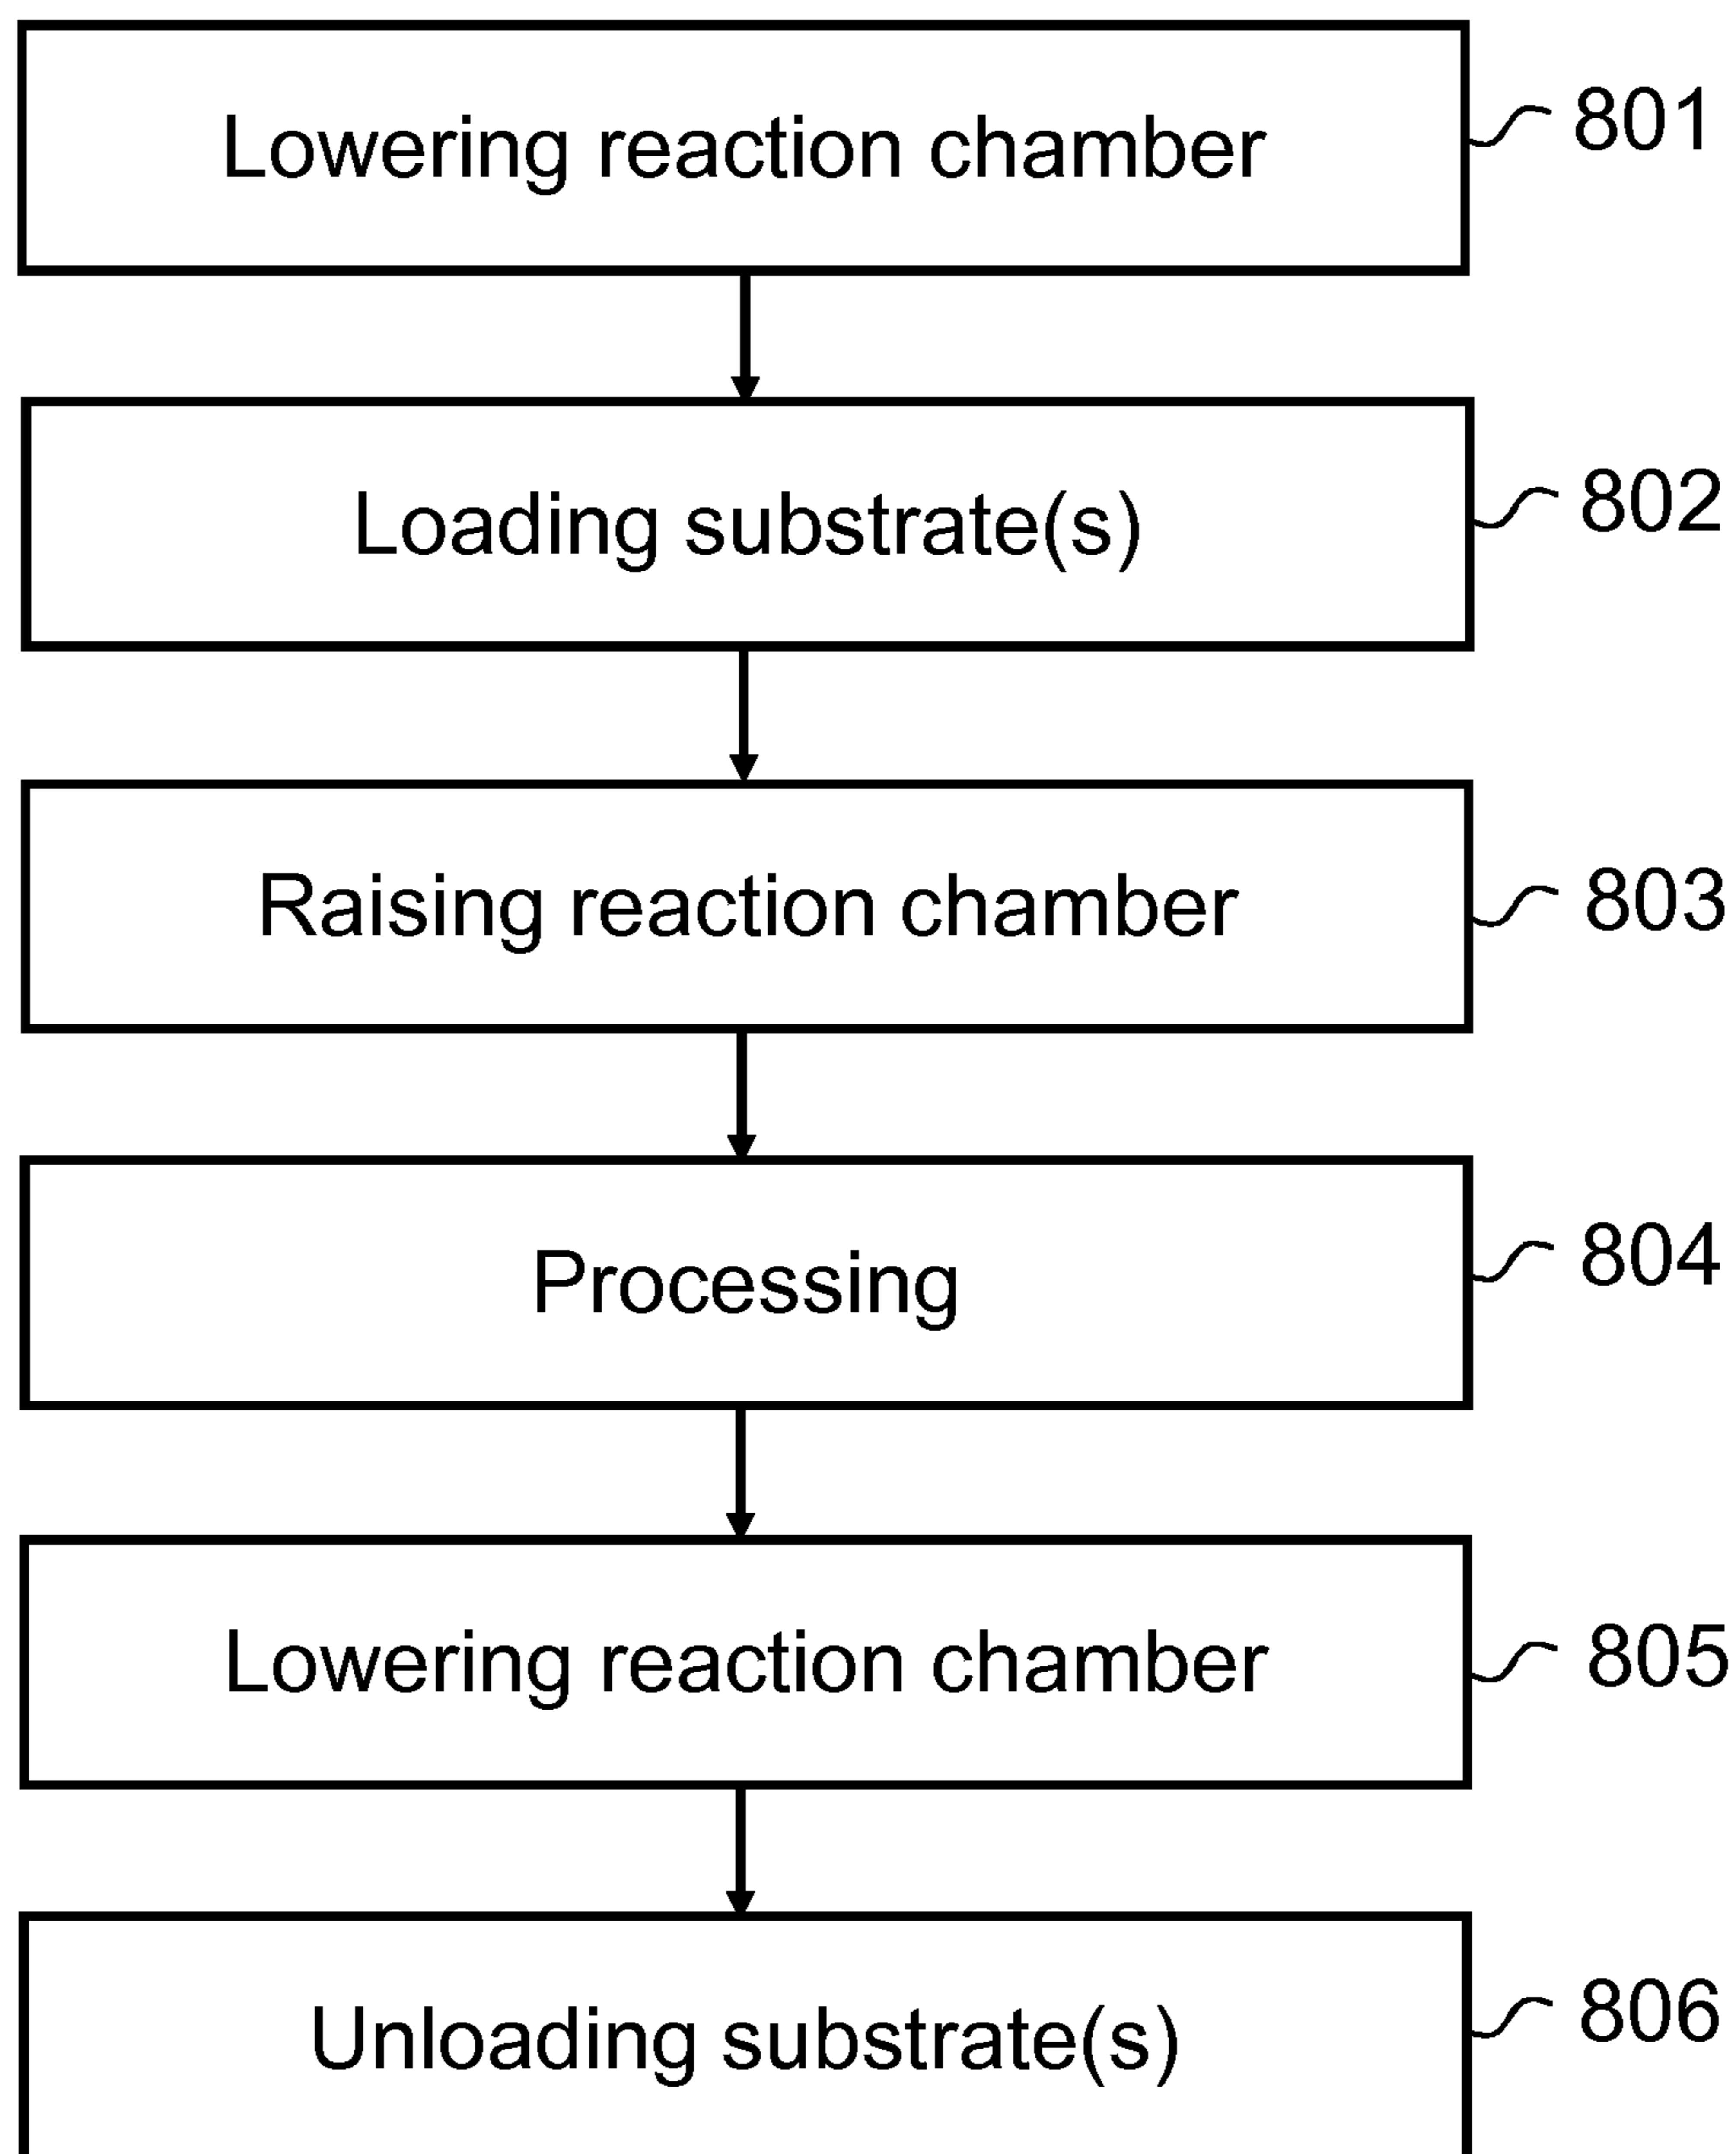 Lowering reaction chamber 801
Loading substrate(s) 802
Raising reaction chamber 803
Processing 804
Lowering reaction chamber 805
Unloading substrate(s) 806